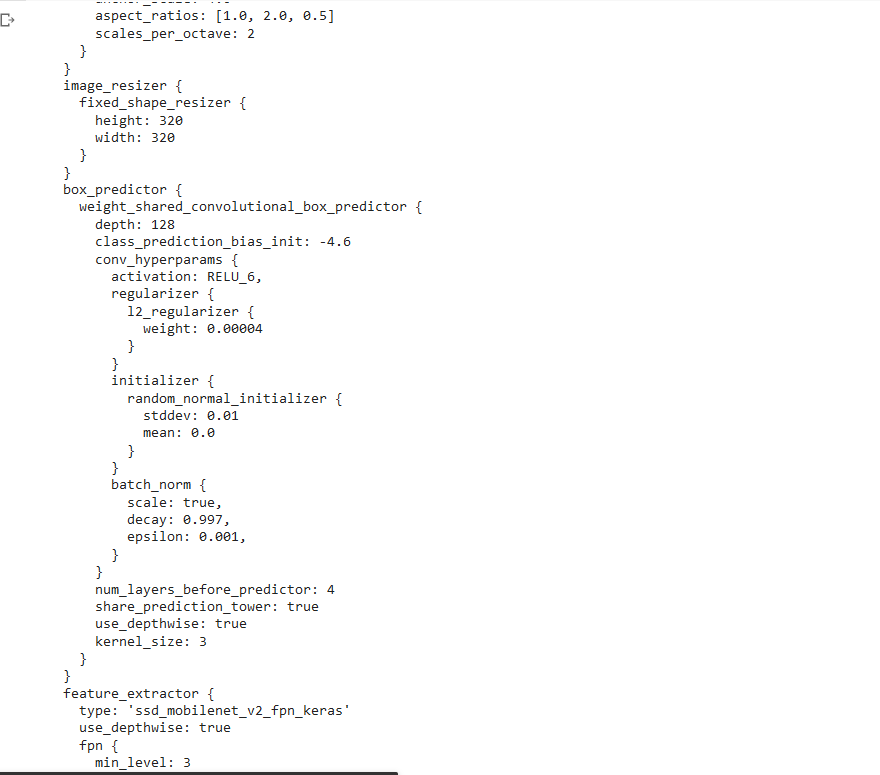 aspect_ratios: [1.0, 2.0, 0.5]
scales_per_octave: 2
}
}
image_resizer {
fixed_shape_resizer {
height: 320
width: 320
}
}
box_predictor {
weight_shared_convolutional_box_predictor {
depth: 128
class_prediction_bias_init: -4.6
conv_hyperparams {
activation: RELU_6,
regularizer {
l2_regularizer {
weight: 0.00004
}
}
initializer {
random_normal_initializer {
stddev: 0.01
mean: 0.0
}
}
batch_norm {
scale: true,
decay: 0.997,
epsilon: 0.001,
}
}
num_layers_before_predictor: 4
share_prediction_tower: true
use_depthwise: true
kernel_size: 3
}
}
feature_extractor {
type: 'ssd_mobilenet_v2_fpn_keras'
use_depthwise: true
fpn {
min_level: 3